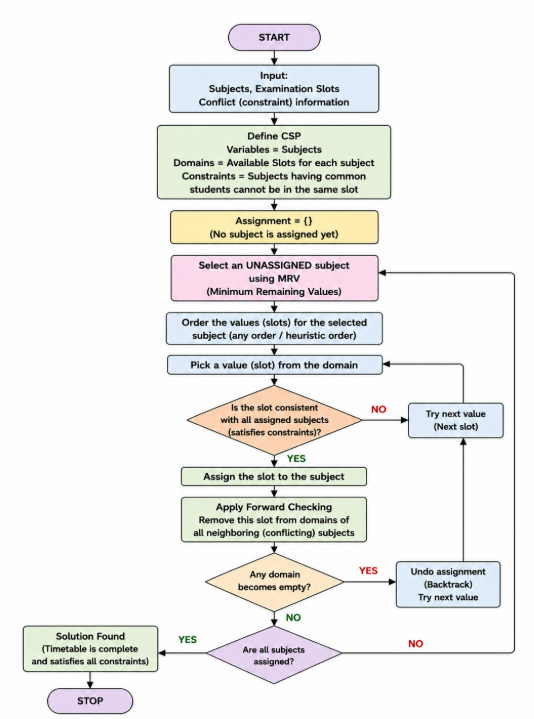 START
Input:
Subjects, Examination Slots
Conflict (constraint) information
Define CSP
Variables = Subjects
Domains = Available Slots for each subject
Constraints = Subjects having common
students cannot be in the same slot
Assignment = {}
(No subject is assigned yet)
Select an UNASSIGNED subject
using MRV
(Minimum Remaining Values)
Order the values (slots) for the selected
subject (any order / heuristic order)
Pick a value (slot) from the domain
Is the slot consistent
with all assigned subjects
(satisfies constraints)?
NO
Try next value
(Next slot)
YES
Assign the slot to the subject
Apply Forward Checking
Remove this slot from domains of
all neighboring (conflicting) subjects
Any domain
becomes empty?
YES
Undo assignment
(Backtrack)
Try next value
NO
Are all subjects
assigned?
NO
YES
Solution Found
(Timetable is complete
and satisfies all constraints)
STOP